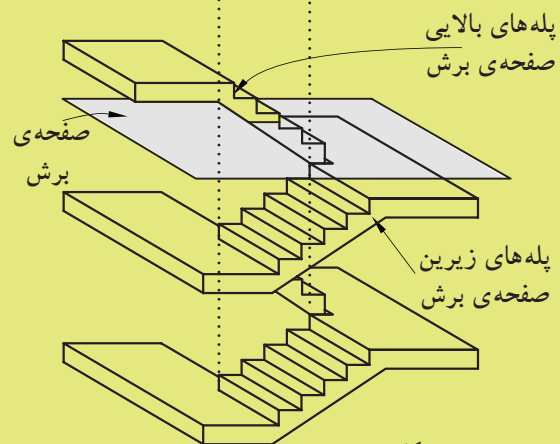 پله‌های بالایی
صفحه‌ی برش
صفحه‌ی
برش
پله‌های زیرین
صفحه‌ی برش